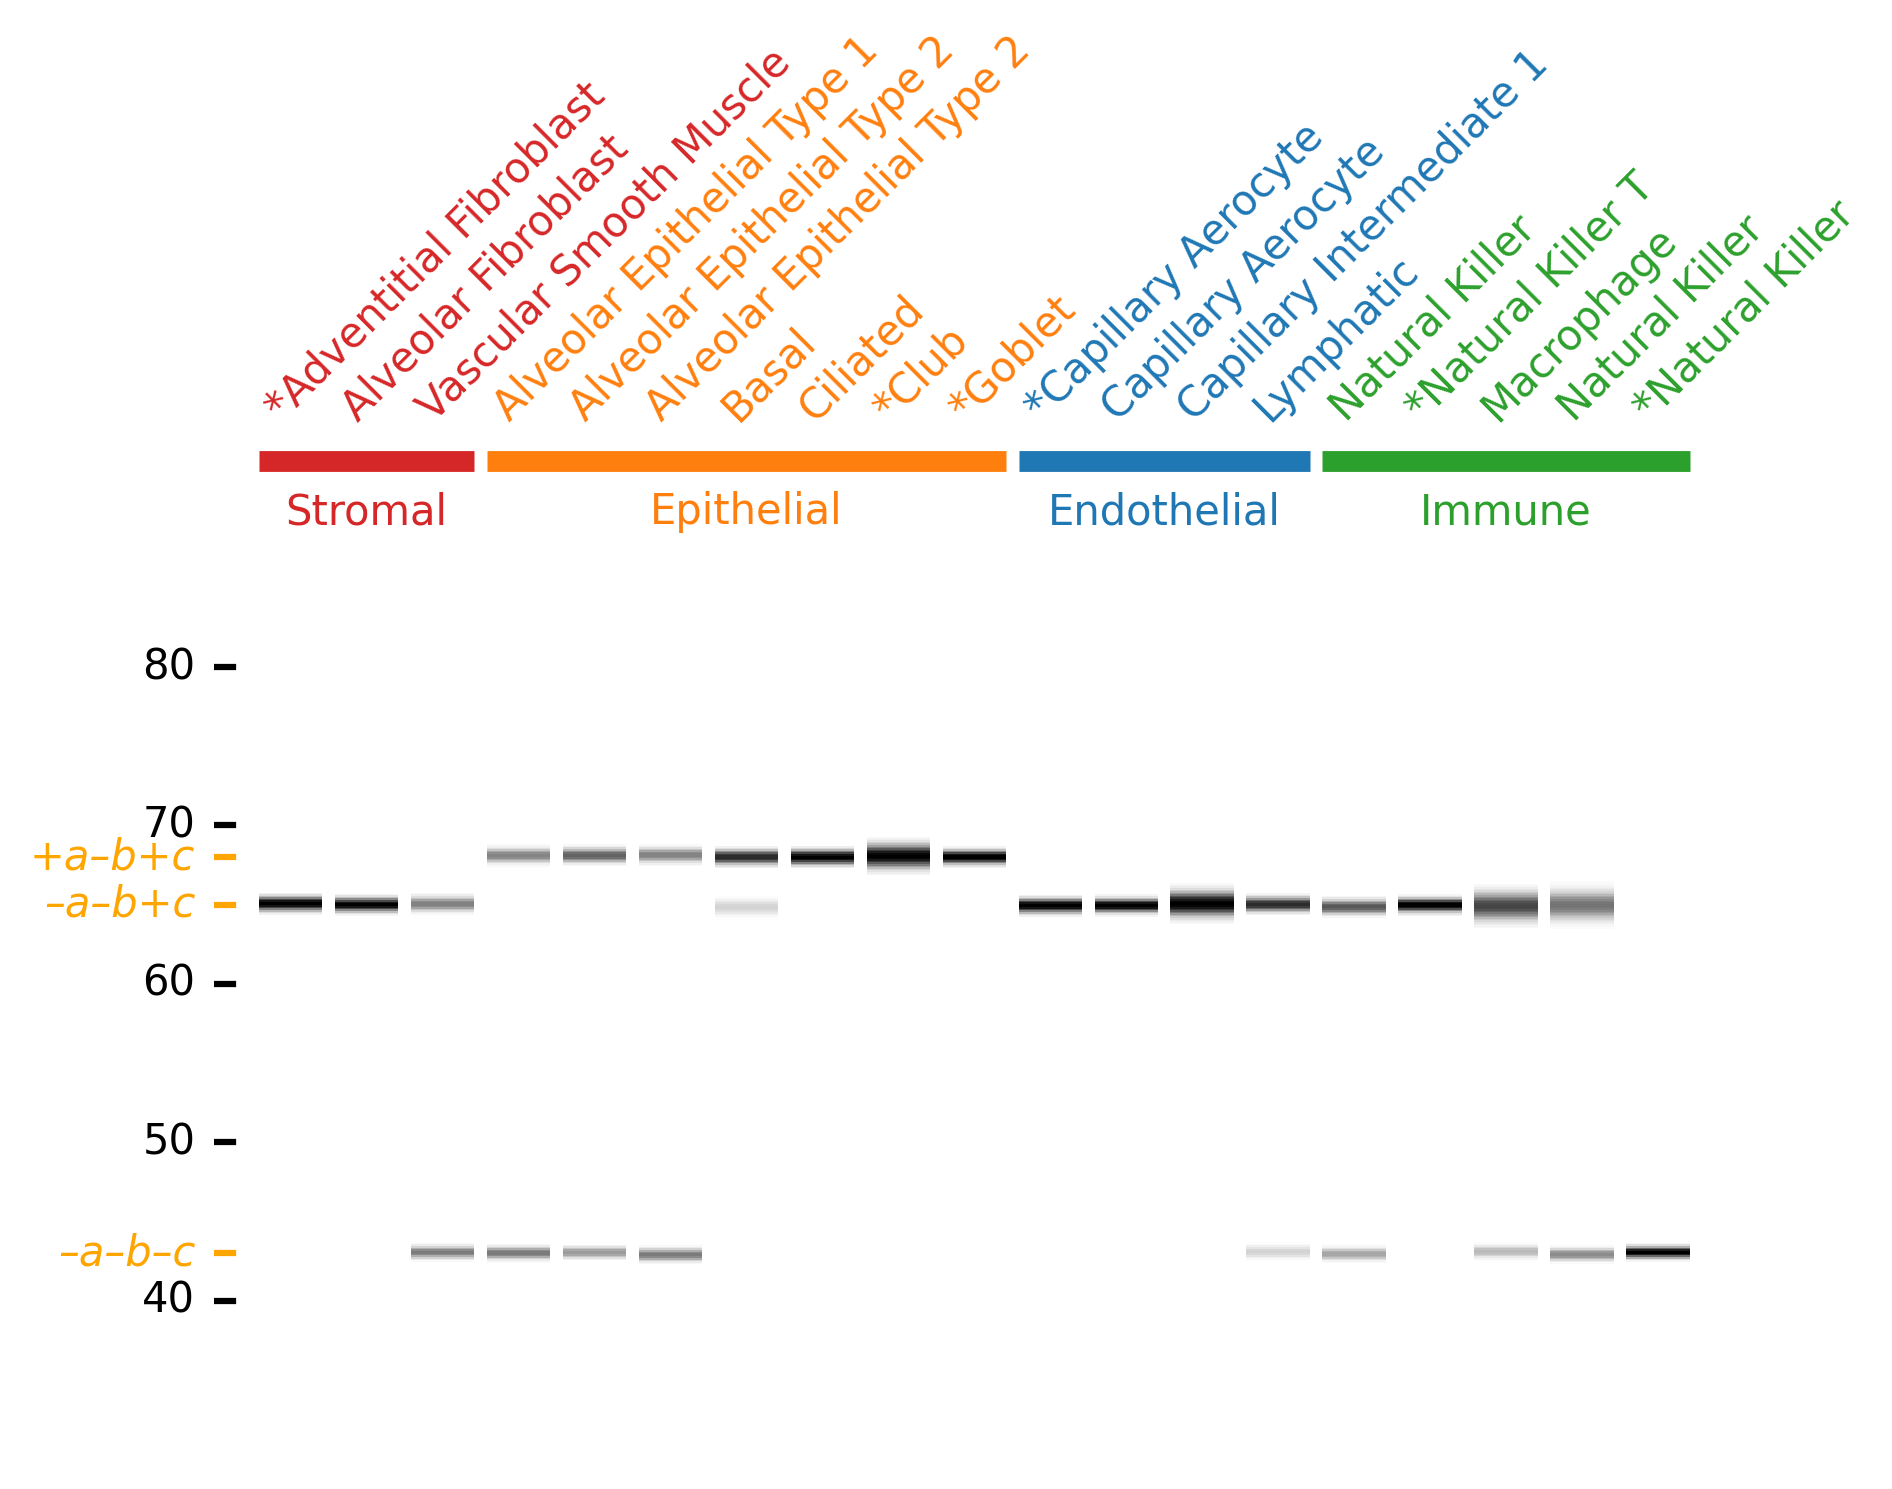 *Adventitial Fibroblast
Alveolar Fibroblast
Vascular Smooth Muscle
Alveolar Epithelial Type 1
Alveolar Epithelial Type 2
Alveolar Epithelial Type 2
Basal
Ciliated
*Club
*Goblet
*Capillary Aerocyte
Capillary Aerocyte
Capillary Intermediate 1
Lymphatic
Natural Killer
*Natural Killer T
Macrophage
Natural Killer
*Natural Killer
Stromal
Epithelial
Endothelial
Immune
80
70
+a–b+c
–a–b+c
60
50
–a–b–c
40